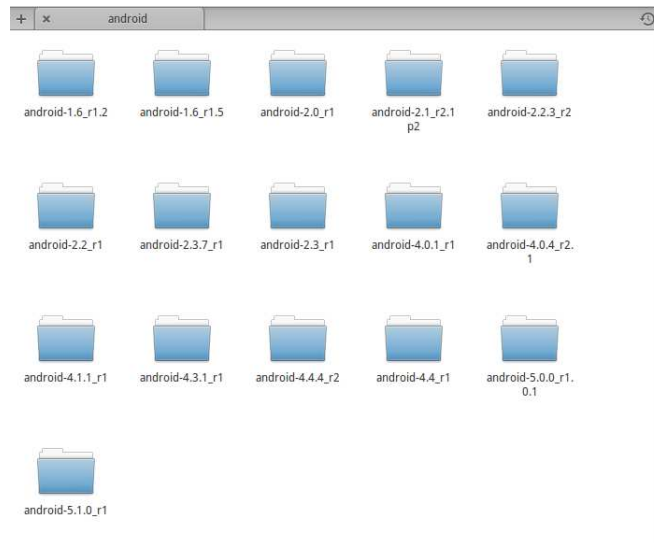 android
android-1.6_r1.2
android-1.6_r1.5
android-2.0_r1
android-2.1_r2.1
p2
android-2.2.3_r2
android-2.2_r1
android-2.3.7_r1
android-2.3_r1
android-4.0.1_r1
android-4.0.4_r2.
1
android-4.1.1_r1
android-4.3.1_r1
android-4.4.4_r2
android-4.4_r1
android-5.0.0_r1.
0.1
android-5.1.0_r1